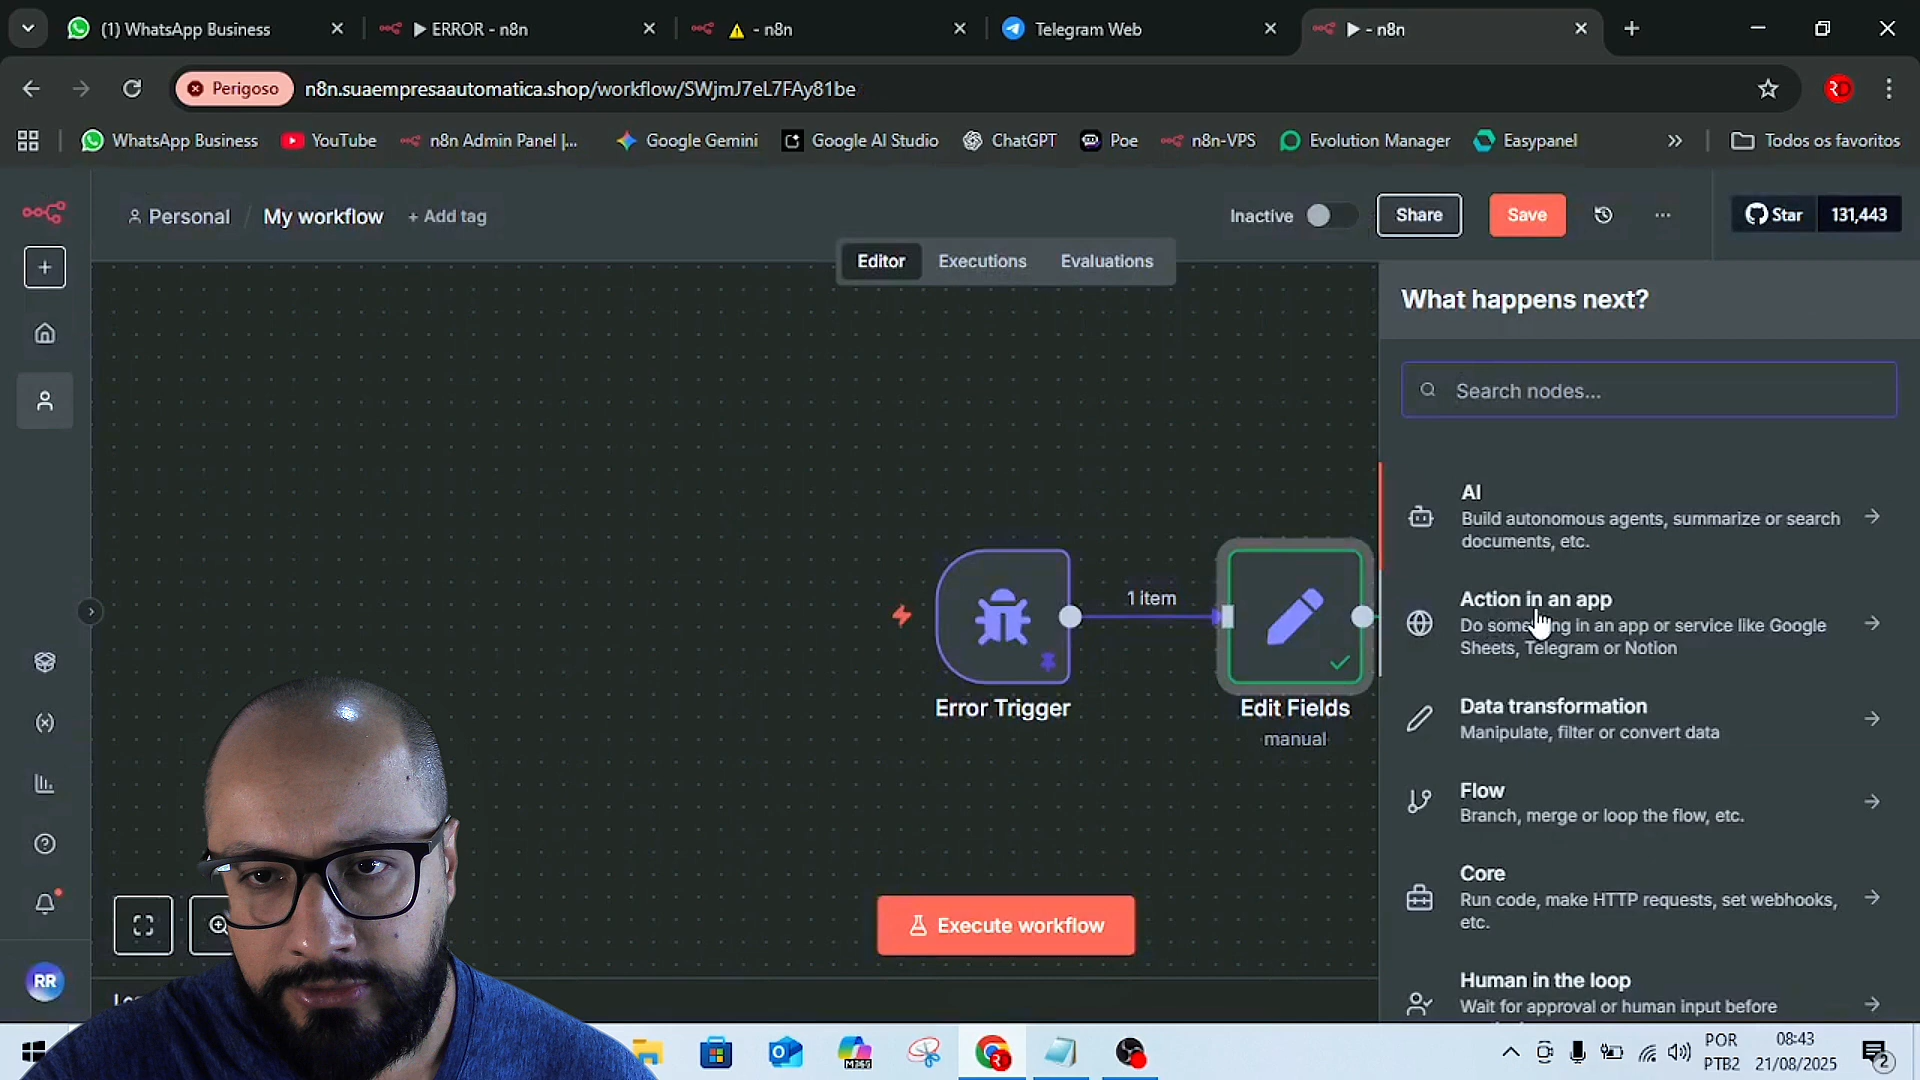 (1) WhatsApp Business
ERROR - n8n
- n8n
Telegram Web
- n8n
Perigoso
n8n.suaempresaautomatica.shop/workflow/SWjmJ7eL7FAy81be
WhatsApp Business
YouTube
n8n Admin Panel |...
Google Gemini
Google AI Studio
ChatGPT
Poe
n8n-VPS
Evolution Manager
Easypanel
Todos os favoritos
Personal / My workflow + Add tag
Inactive
Share
Save
...
Star 131,443
Editor
Executions
Evaluations
What happens next?
Search nodes...
AI
Build autonomous agents, summarize or search
documents, etc.
Action in an app
Do something in an app or service like Google
Sheets, Telegram or Notion
Data transformation
Manipulate, filter or convert data
Flow
Branch, merge or loop the flow, etc.
Core
Run code, make HTTP requests, set webhooks,
etc.
Human in the loop
Wait for approval or human input before
1 item
Error Trigger
Edit Fields
manual
Execute workflow
RR
POR
PTB2
08:43
21/08/2025
2